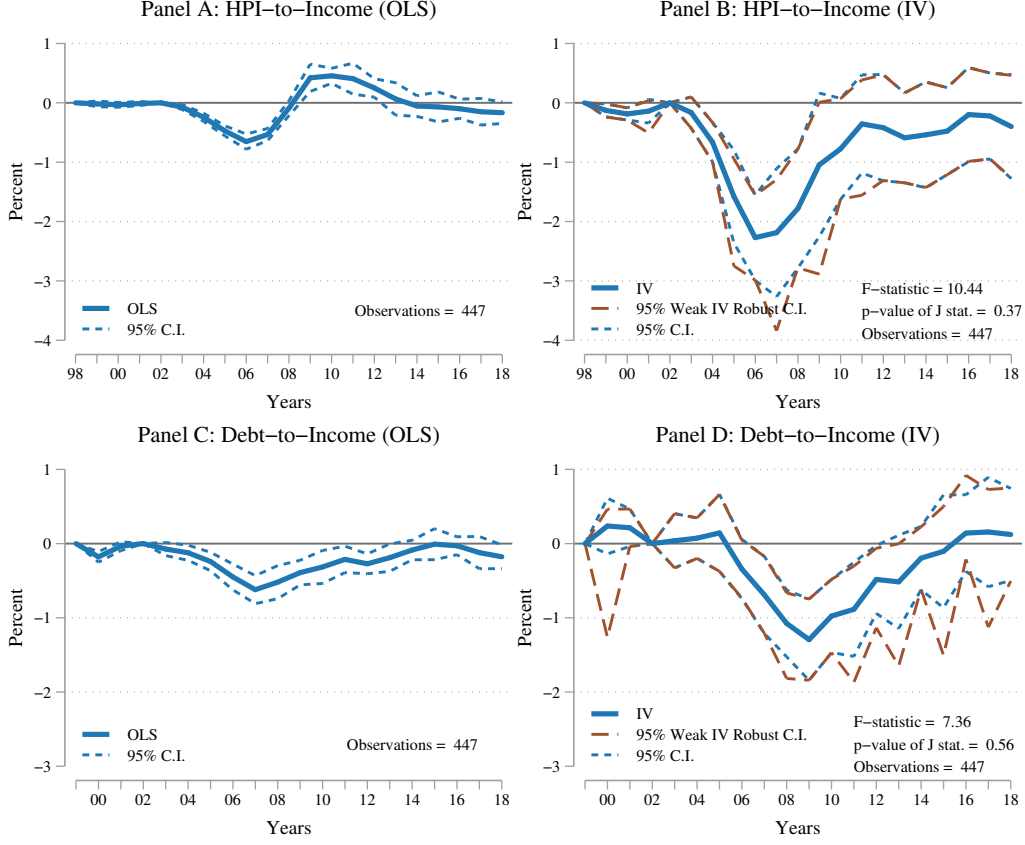 Panel A: HPI−to−Income (OLS)
1
0
−1
−2
−3
−4
Percent
OLS
95% C.I.
Observations = 447
98 00 02 04 06 08 10 12 14 16 18
Years
Panel B: HPI−to−Income (IV)
1
0
−1
−2
−3
−4
Percent
IV
95% Weak IV Robust C.I.
95% C.I.
F−statistic = 10.44
p−value of J stat. = 0.37
Observations = 447
98 00 02 04 06 08 10 12 14 16 18
Years
Panel C: Debt−to−Income (OLS)
1
0
−1
−2
−3
Percent
OLS
95% C.I.
Observations = 447
00 02 04 06 08 10 12 14 16 18
Years
Panel D: Debt−to−Income (IV)
1
0
−1
−2
−3
Percent
IV
95% Weak IV Robust C.I.
95% C.I.
F−statistic = 7.36
p−value of J stat. = 0.56
Observations = 447
00 02 04 06 08 10 12 14 16 18
Years